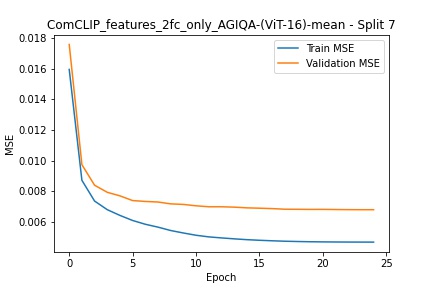 ComCLIP_features_2fc_only_AGIQA-(ViT-16)-mean - Split 7
Train MSE
Validation MSE
MSE
0.018
0.016
0.014
0.012
0.010
0.008
0.006
0 5 10 15 20 25
Epoch